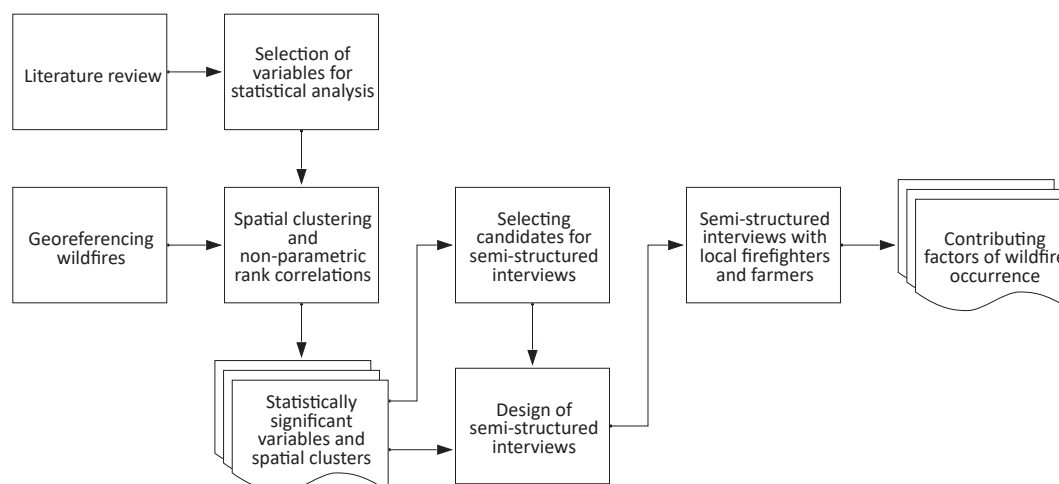 Literature review
Selection of
variables for
statistical analysis
Georeferencing
wildfires
Spatial clustering
and
non-parametric
rank correlations
Selecting
candidates for
semi-structured
interviews
Semi-structured
interviews with
local firefighters
and farmers
Contributing
factors of wildfire
occurrence
Statistically
significant
variables and
spatial clusters
Design of
semi-structured
interviews